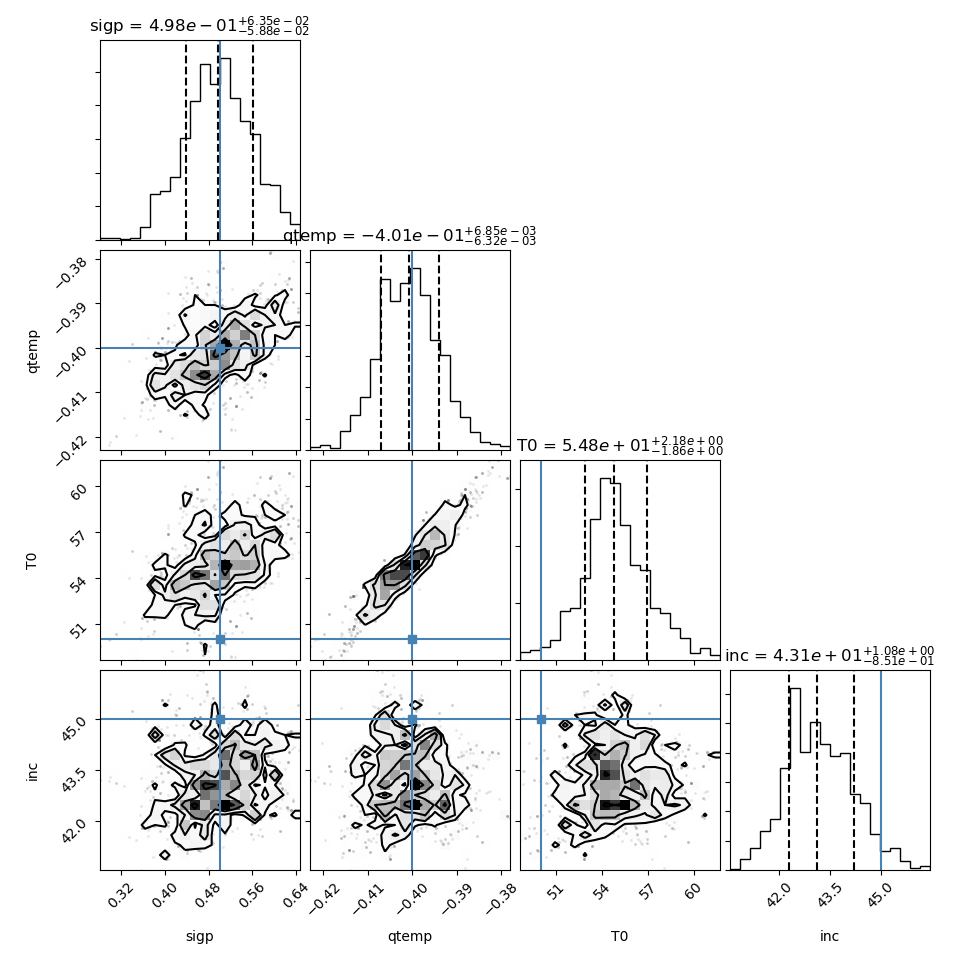 sigp = 4.98e−01+6.35e−02−5.88e−02
qtemp = −4.01e−01+6.85e−03−6.32e−03
−0.38
−0.39
−0.40
−0.41
−0.42
qtemp
T0 = 5.48e+01+2.18e+00−1.86e+00
60
57
54
51
T0
inc = 4.31e+01+1.08e+00−8.51e−01
45.0
43.5
42.0
inc
0.32 0.40 0.48 0.56 0.64 −0.42 −0.41 −0.40 −0.39 −0.38 51 54 57 60 42.0 43.5 45.0
sigp qtemp T0 inc